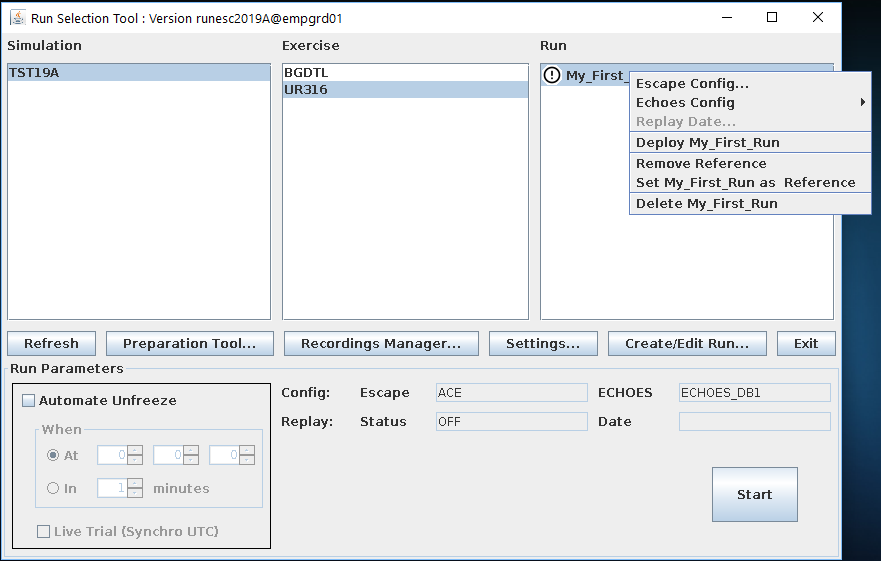 Run Selection Tool : Version runesc2019A@empgrd01
Simulation
Exercise
Run
TST19A
BGDTL
UR316
My_First_
Escape Config...
Echoes Config
Replay Date...
Deploy My_First_Run
Remove Reference
Set My_First_Run as  Reference
Delete My_First_Run
Refresh
Preparation Tool...
Recordings Manager...
Settings...
Create/Edit Run...
Exit
Run Parameters
Automate Unfreeze
When
At
0
0
0
In
1
minutes
Live Trial (Synchro UTC)
Config:
Escape
ACE
ECHOES
ECHOES_DB1
Replay:
Status
OFF
Date
Start